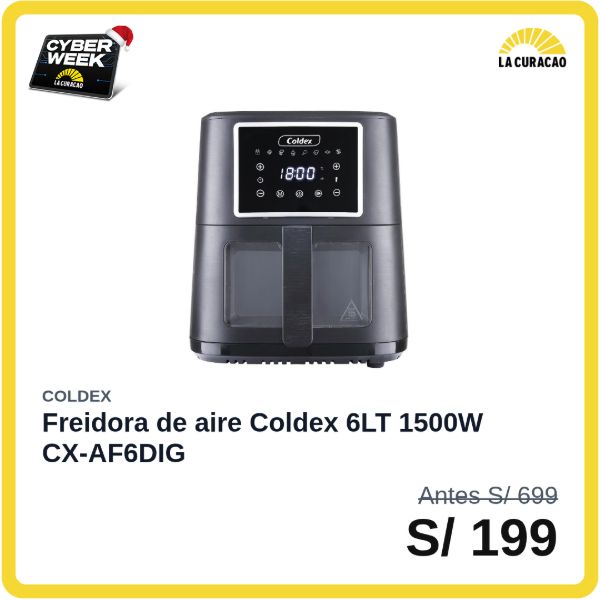 CYBER
WEEK
LA CURACAO
LA CURACAO
Coldex
18:00
COLDEX
Freidora de aire Coldex 6LT 1500W
CX-AF6DIG
Antes S/ 699
S/ 199